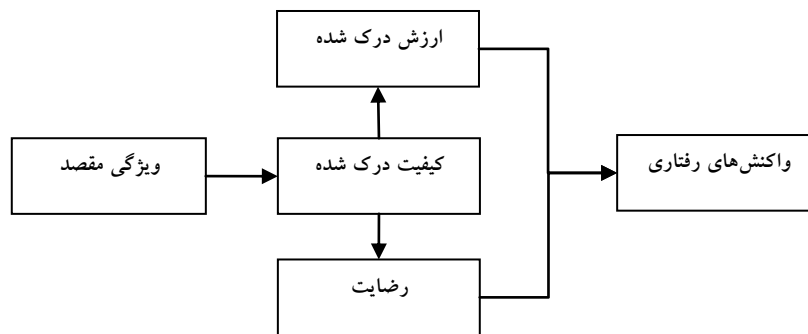 ارزش درک شده
ویژگی مقصد
کیفیت درک شده
واکنش‌های رفتاری
رضایت